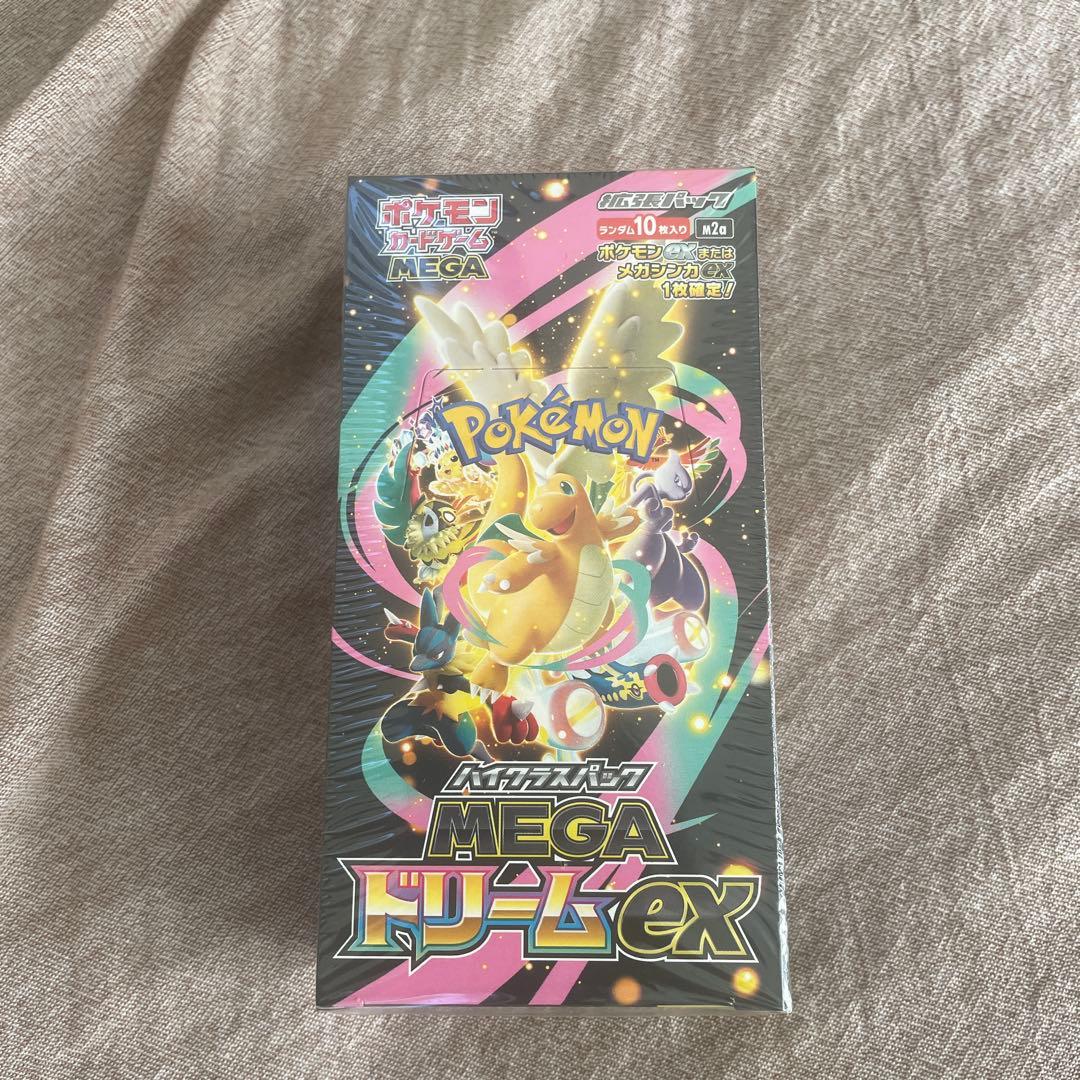 ポケモン
カードゲーム
MEGA
拡張パック
ランダム10枚入り M2a
ポケモンexまたは
メガシンカex
1枚確定!
POKÉMON
TM
ハイクラスパック
MEGA
ドリームex